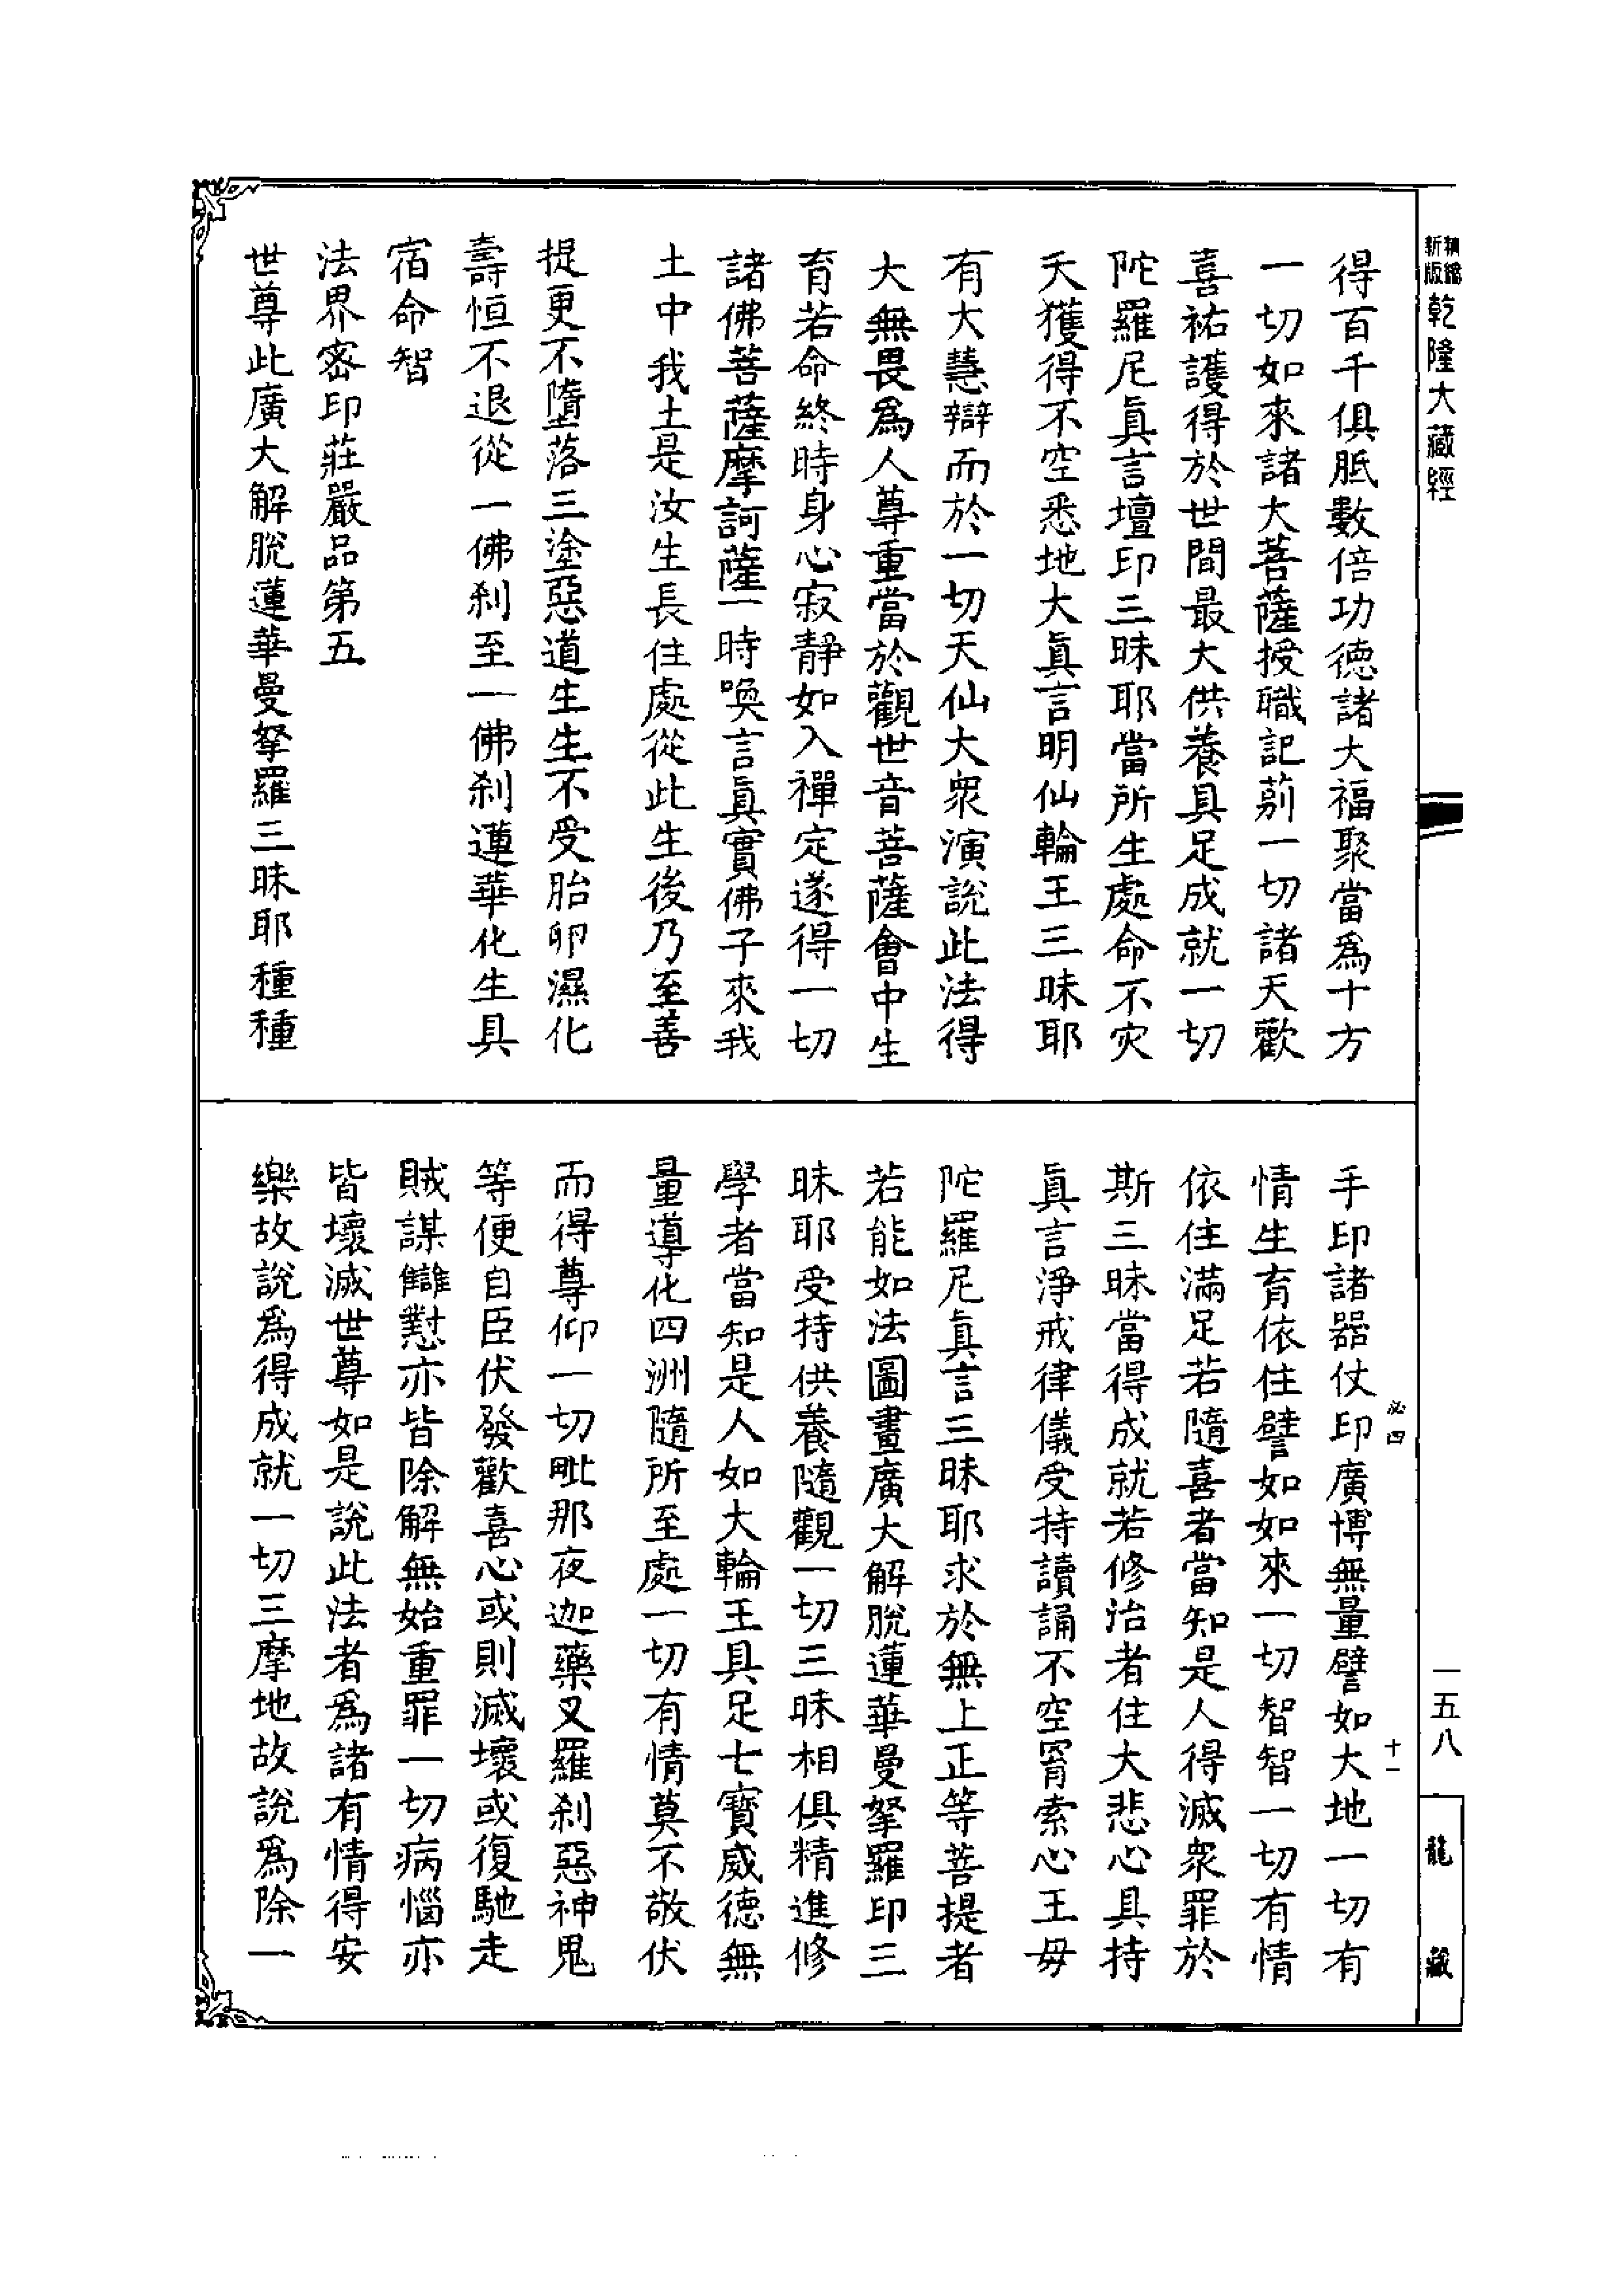 新編
新版
乾隆大藏經
得百千俱胝數倍功德諸大福聚當為十方
一切如來諸大菩薩授職記莂一切諸天歡
喜祐護得於世間最大供養具足成就一切
陀羅尼真言壇印三昧耶當所生處命不灾
夭獲得不空悉地大真言明仙輪王三昧耶
有大慧辯而於一切天仙大衆演說此法得
大無畏為人尊重當於觀世音菩薩會中生
育若命終時身心寂靜如入禪定遂得一切
諸佛菩薩摩訶薩一時喚言真實佛子來我
土中我土是汝生長住處從此生後乃至善
提更不墮落三塗惡道生生不受胎卵濕化
壽恒不退從一佛刹至一佛刹蓮華化生具
宿命智
法界密印莊嚴品第五
世尊此廣大解脫蓮華曼拏羅三昧耶種種
手印諸器仗印廣博無量譬如大地一切有
情生育依住譬如如來一切智智一切有情
依住滿足若隨喜者當知是人得滅衆罪於
斯三昧當得成就若修治者住大悲心具持
真言淨戒律儀受持讀誦不空罥索心王毋
陀羅尼真言三昧耶求於無上正等菩提者
若能如法圖畫廣大解脫蓮華曼拏羅印三
昧耶受持供養隨觀一切三昧相俱精進修
學者當知是人如大輪王具足七寶威德無
量導化四洲隨所至處一切有情莫不敬伏
而得尊仰一切毗那夜迦藥叉羅刹惡神鬼
等便自臣伏發歡喜心或則滅壞或復馳走
賊謀讎懟亦皆除解無始重罪一切病惱亦
皆壞滅世尊如是說此法者為諸有情得安
樂故說為得成就一切三摩地故說為除一
必四
十一
一五八
龍藏